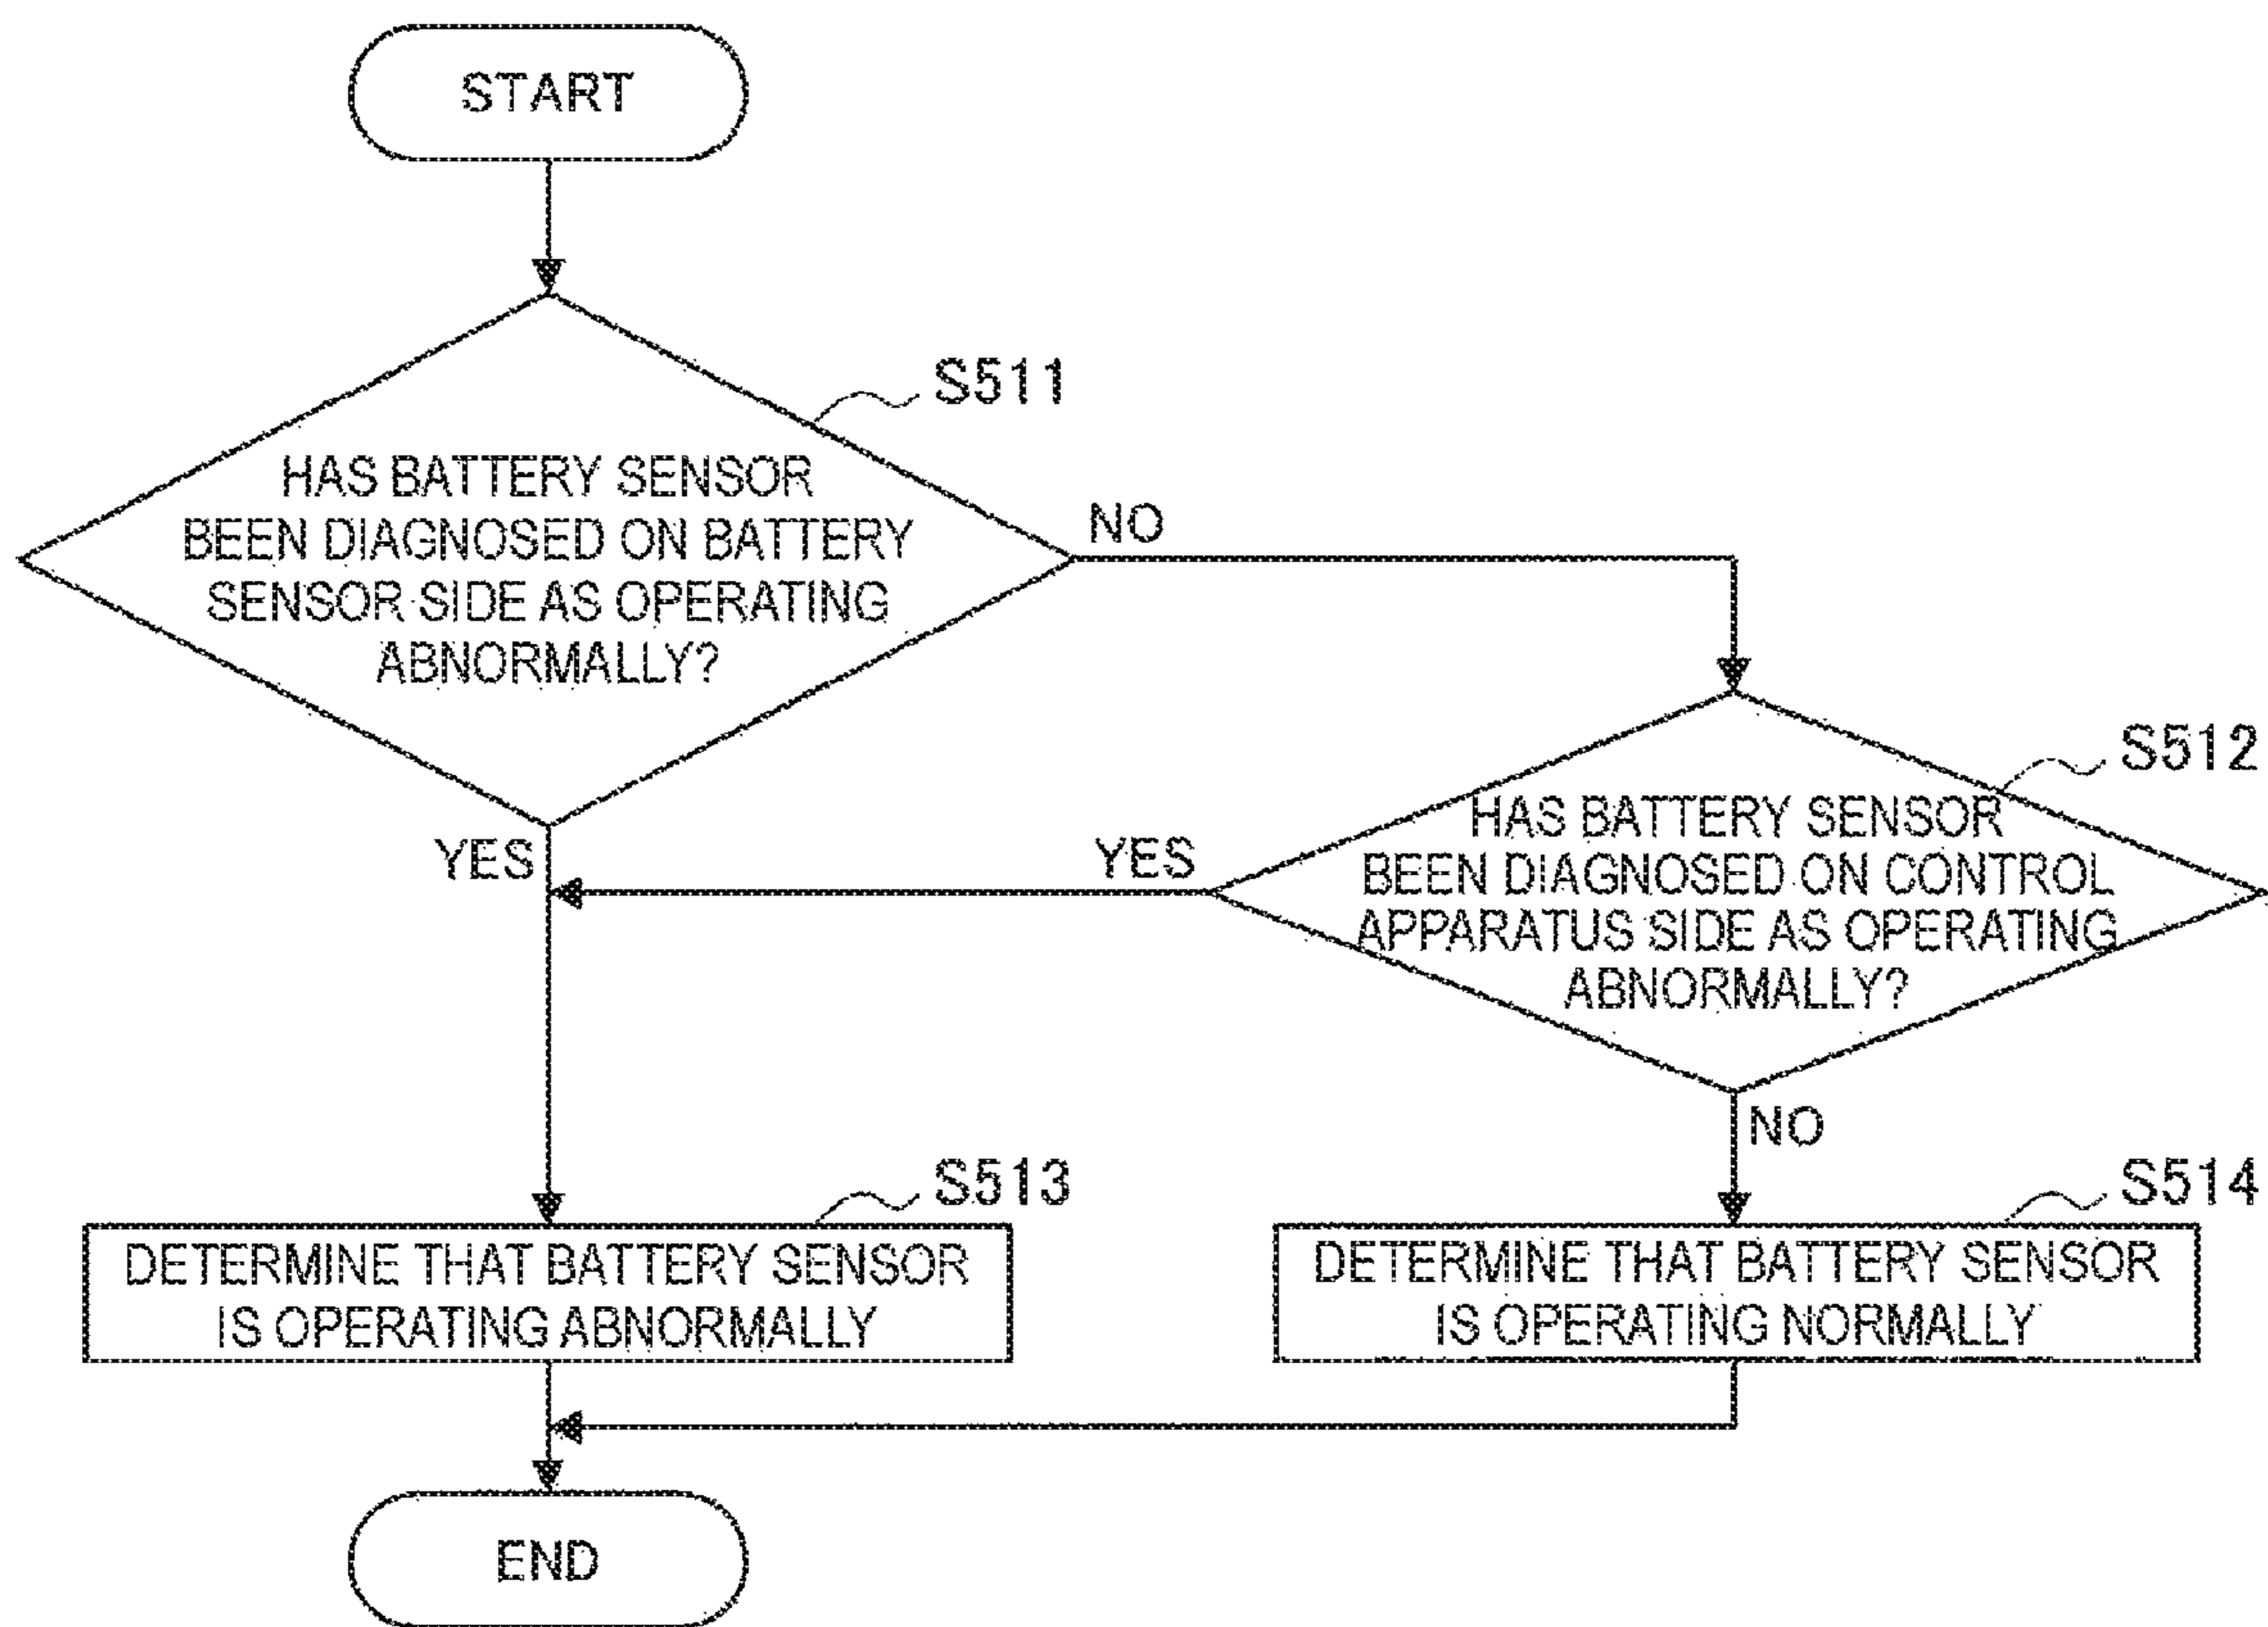 START
S511
HAS BATTERY SENSOR
BEEN DIAGNOSED ON BATTERY
SENSOR SIDE AS OPERATING
ABNORMALLY?
NO
YES
S512
HAS BATTERY SENSOR
BEEN DIAGNOSED ON CONTROL
APPARATUS SIDE AS OPERATING
ABNORMALLY?
YES
NO
S513
DETERMINE THAT BATTERY SENSOR
IS OPERATING ABNORMALLY
S514
DETERMINE THAT BATTERY SENSOR
IS OPERATING NORMALLY
END